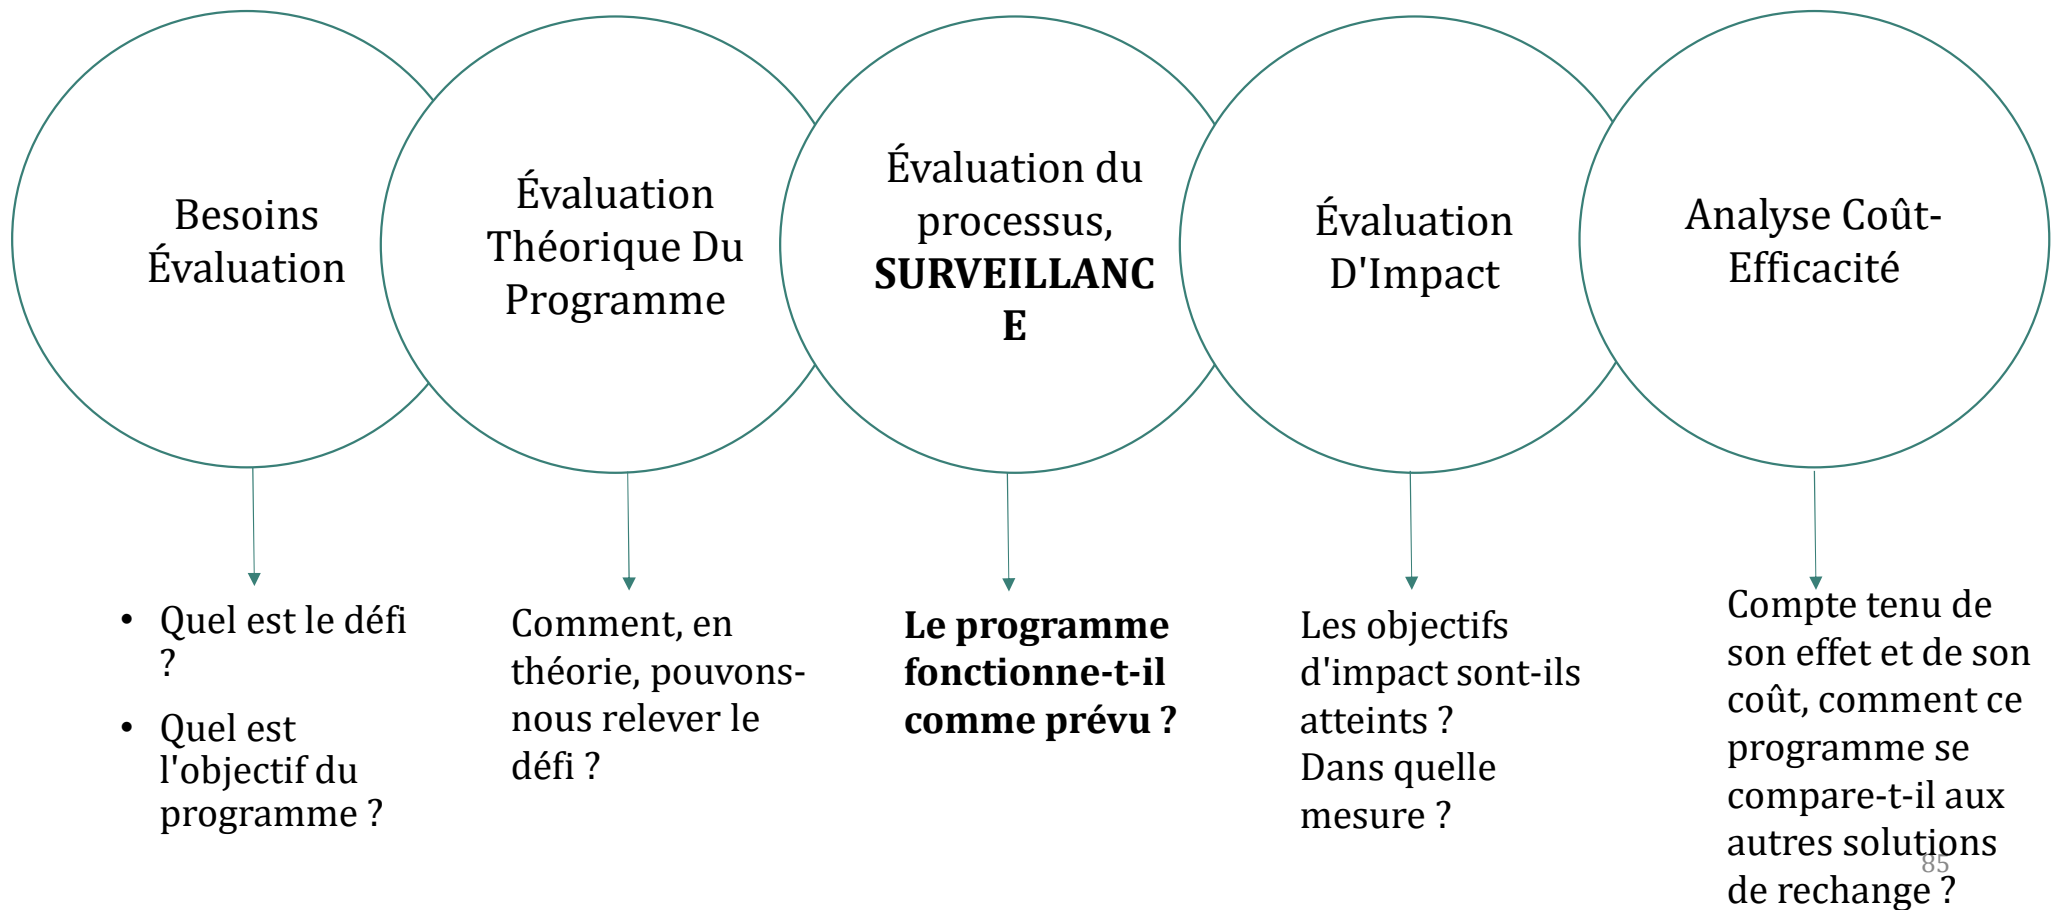 Besoins
Évaluation
Évaluation
Théorique Du
Programme
Évaluation du
processus,
SURVEILLANC
E
Évaluation
D'Impact
Analyse Coût-
Efficacité
• Quel est le défi
?
• Quel est
l'objectif du
programme ?
Comment, en
théorie, pouvons-
nous relever le
défi ?
Le programme
fonctionne-t-il
comme prévu ?
Les objectifs
d'impact sont-ils
atteints ?
Dans quelle
mesure ?
Compte tenu de
son effet et de son
coût, comment ce
programme se
compare-t-il aux
autres solutions
de rechange ?
85